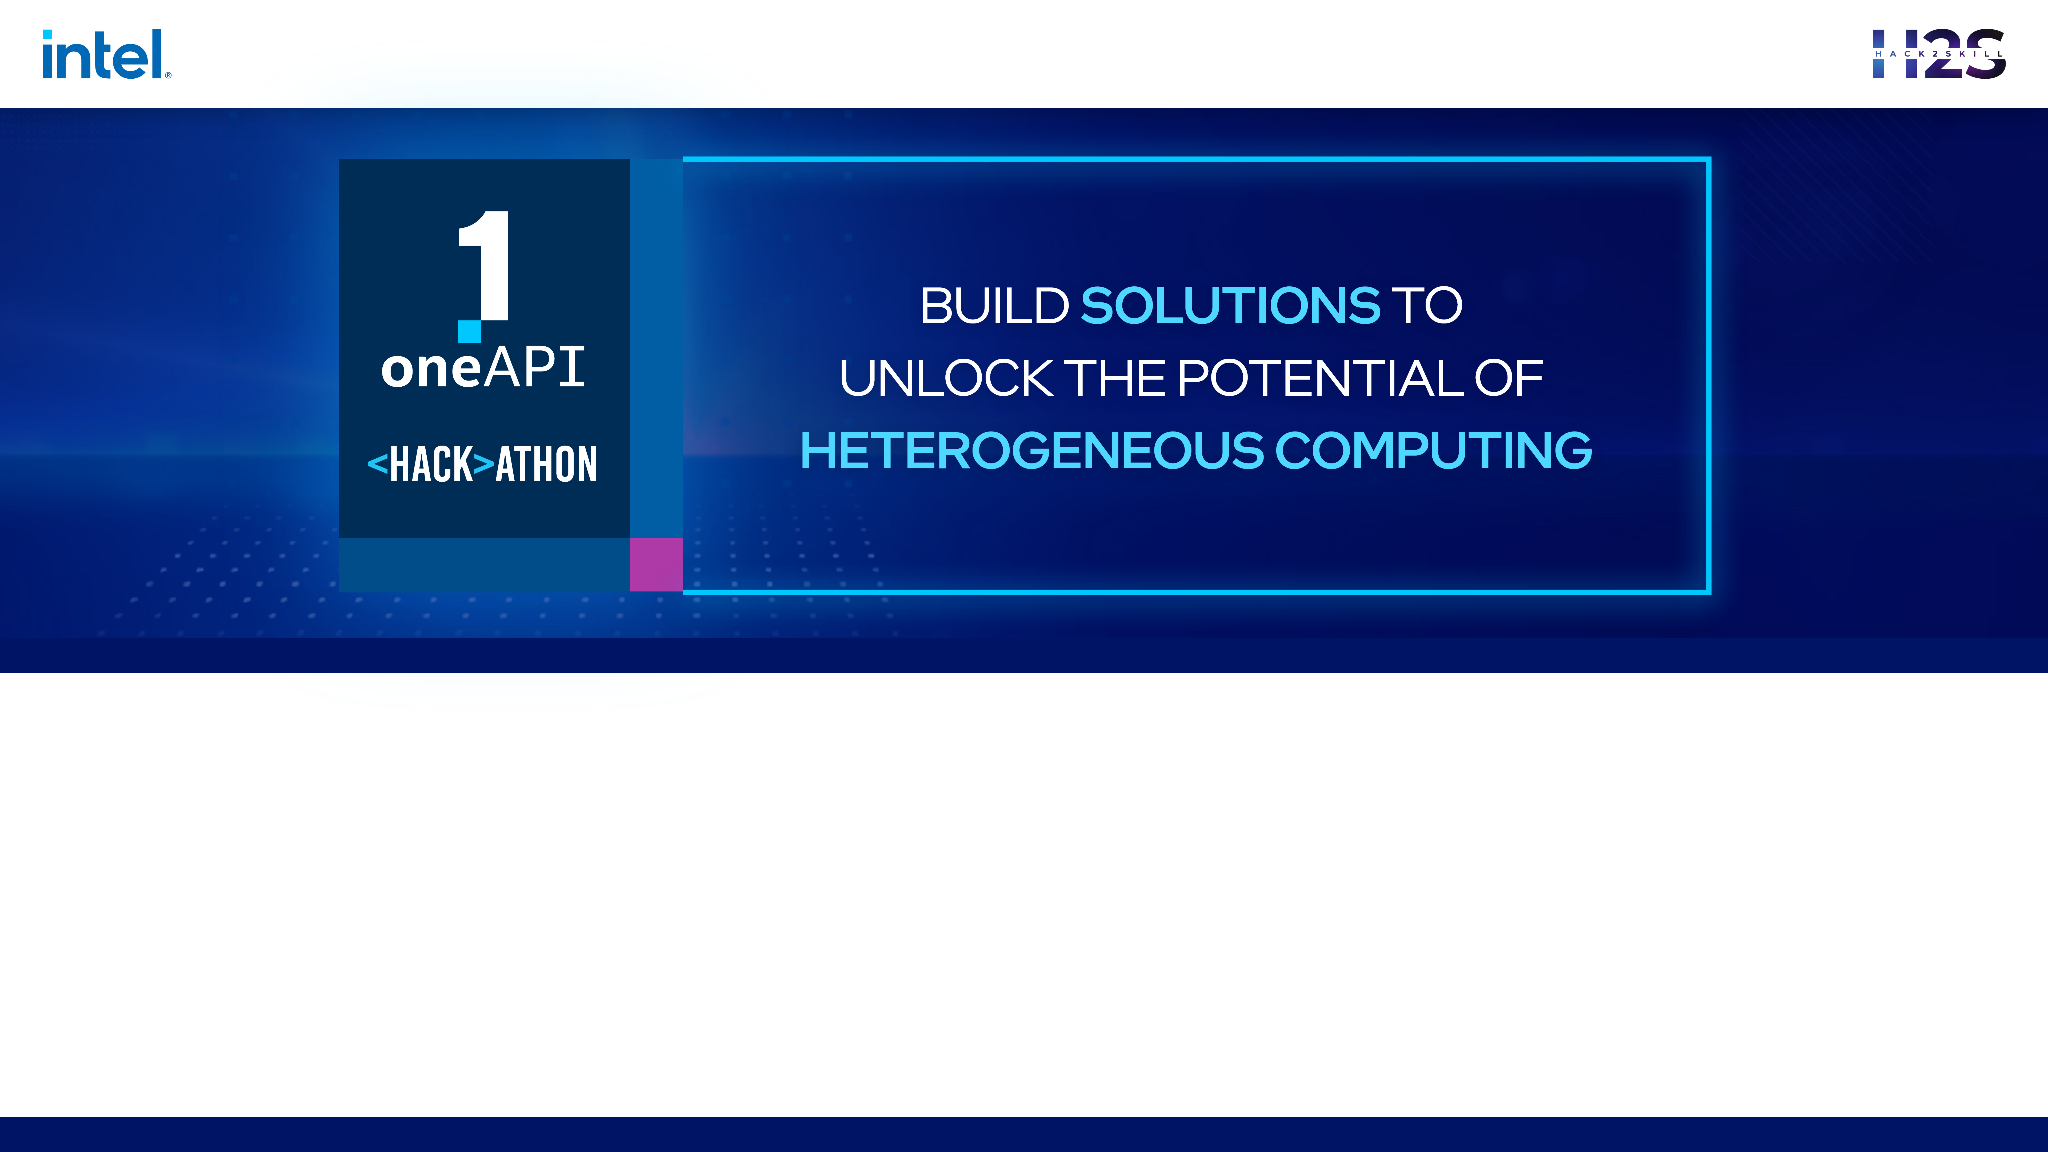 intel®
H2S
HACK2SKILL
1
oneAPI
<HACK>ATHON
BUILD SOLUTIONS TO
UNLOCK THE POTENTIAL OF
HETEROGENEOUS COMPUTING